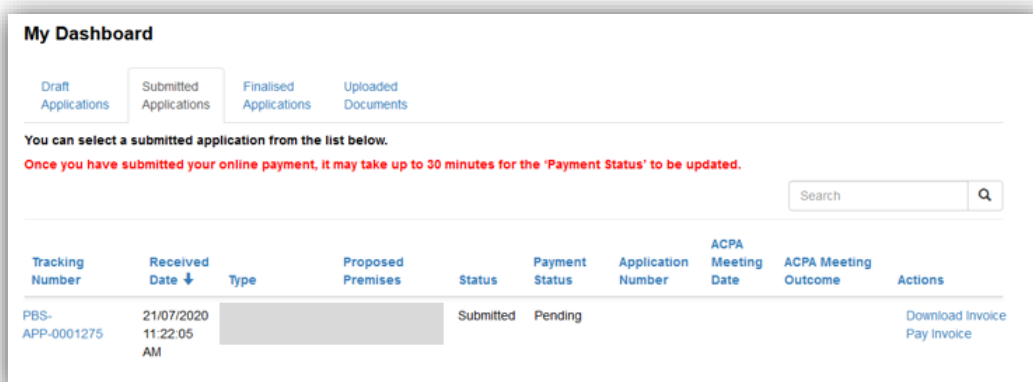 My Dashboard
Draft Applications
Submitted Applications
Finalised Applications
Uploaded Documents
You can select a submitted application from the list below.
Once you have submitted your online payment, it may take up to 30 minutes for the 'Payment Status' to be updated.
Search
Tracking Number
Received Date ↓
Type
Proposed Premises
Status
Payment Status
Application Number
ACPA Meeting Date
ACPA Meeting Outcome
Actions
PBS-APP-0001275
21/07/2020 11:22:05 AM
Submitted
Pending
Download Invoice
Pay Invoice